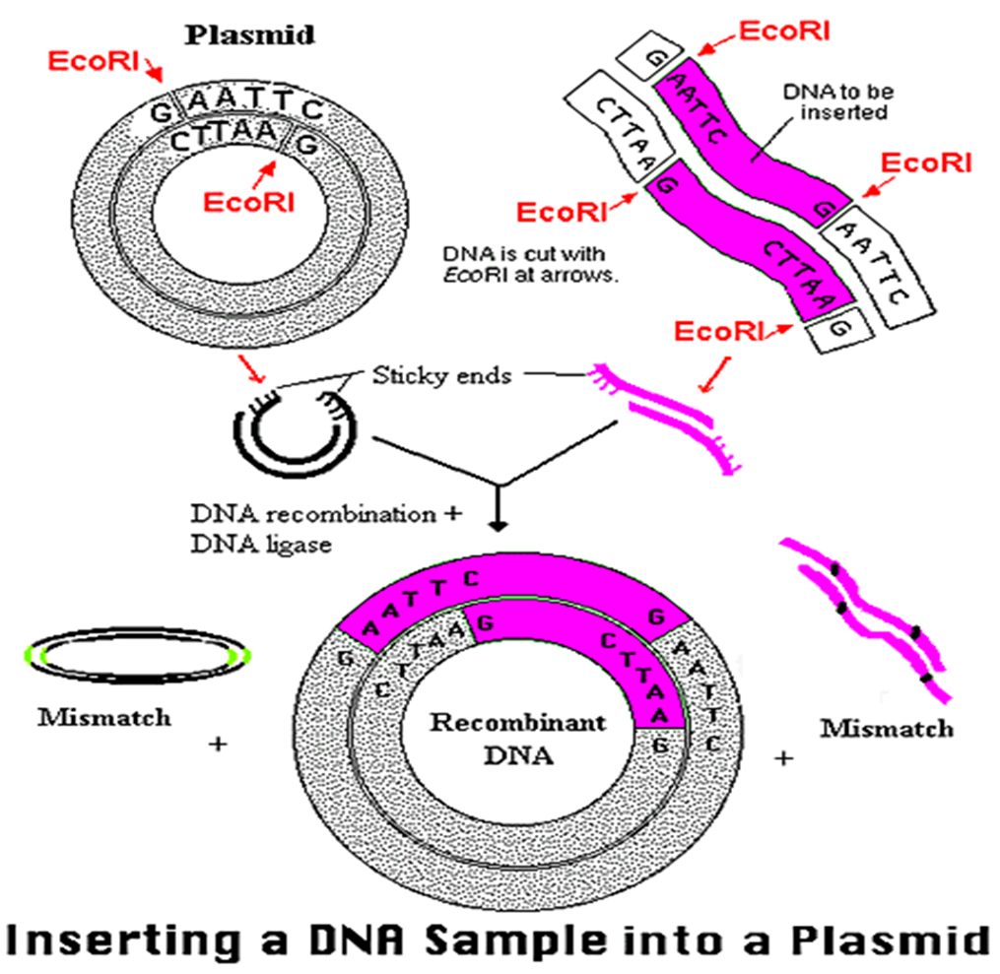 Plasmid
EcoRI
GAATTC
CTTAAG
EcoRI
EcoRI
G
AATTC
DNA to be
inserted
CTTAA
G
EcoRI
EcoRI
G
AATTC
DNA is cut with
EcoRI at arrows.
CTTAA
G
EcoRI
Sticky ends
DNA recombination +
DNA ligase
G
AATTC
G
AATTC
CTTAA
G
CTTAA
G
Recombinant
DNA
Mismatch
+
+
Mismatch
Inserting a DNA Sample into a Plasmid